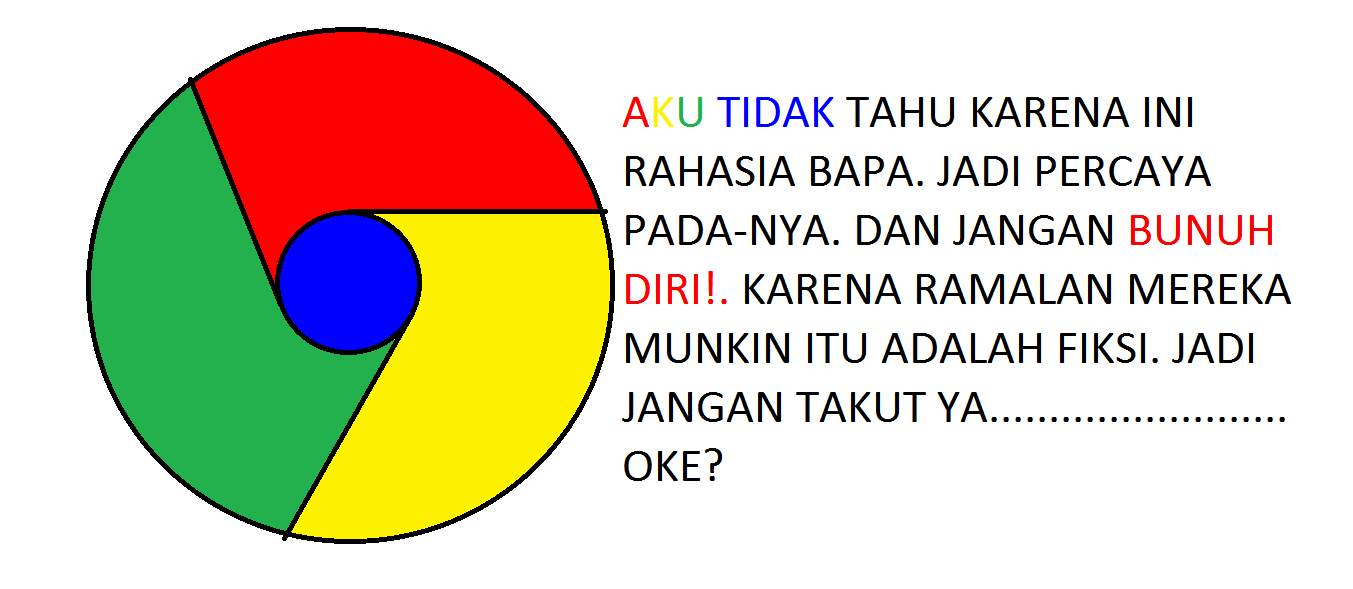 AKU TIDAK TAHU KARENA INI
RAHASIA BAPA. JADI PERCAYA
PADA-NYA. DAN JANGAN BUNUH
DIRI!. KARENA RAMALAN MEREKA
MUNKIN ITU ADALAH FIKSI. JADI
JANGAN TAKUT YA.........................
OKE?